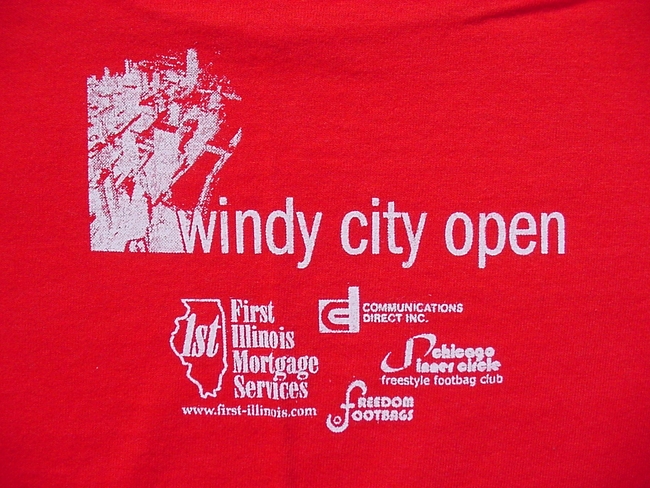 windy city open
1st
First
Illinois
Mortgage
Services
www.first-illinois.com
COMMUNICATIONS
DIRECT INC.
chicago
inner circle
freestyle footbag club
FREEDOM
FOOTBAGS